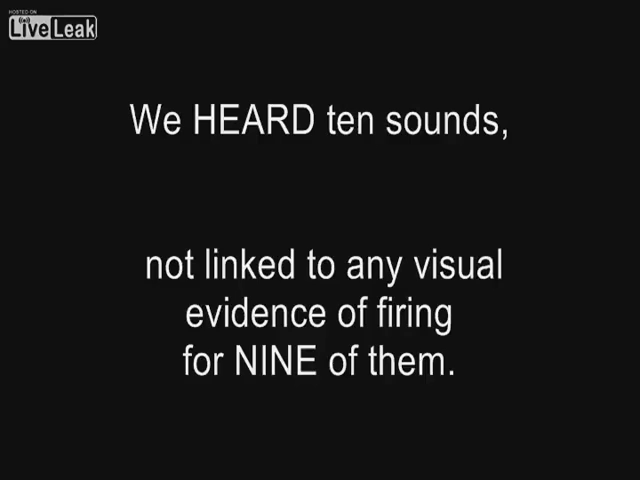 HOSTED ON
LiveLeak
We HEARD ten sounds,
not linked to any visual
evidence of firing
for NINE of them.